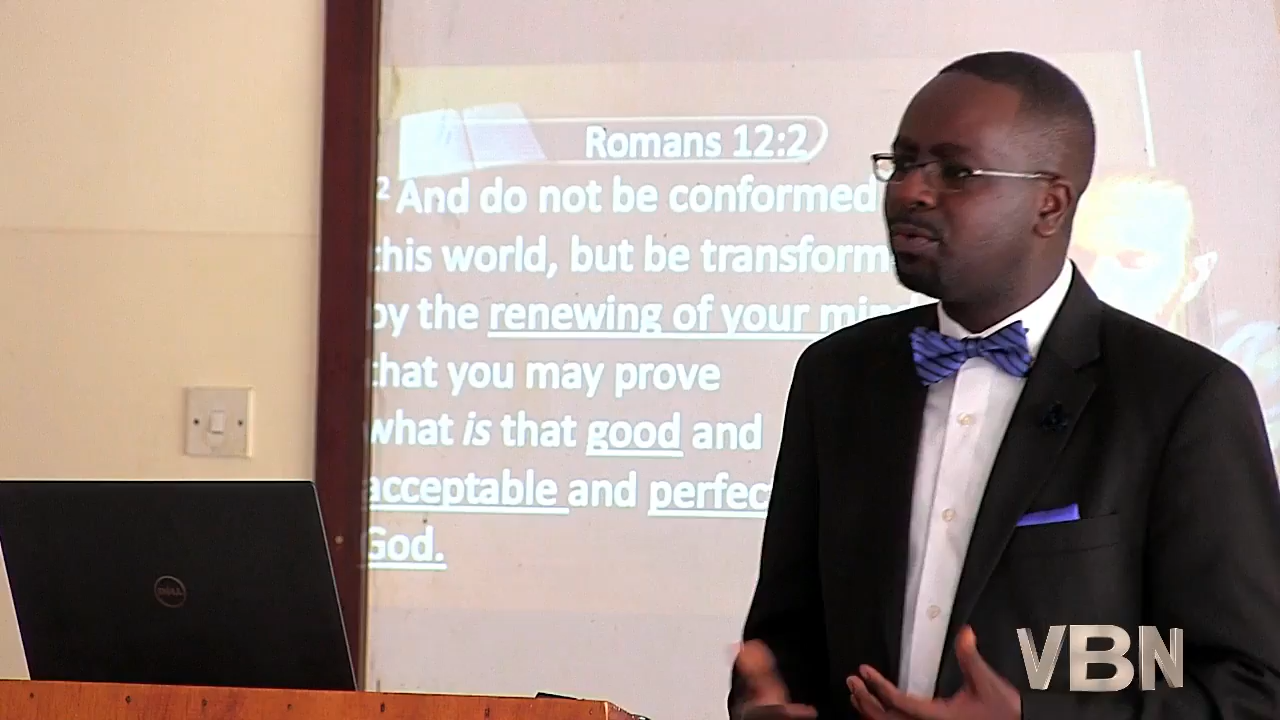 Romans 12:2
2 And do not be conformed
this world, but be transform
by the renewing of your mind
that you may prove
what is that good and
acceptable and perfec
God.
DELL
VBN